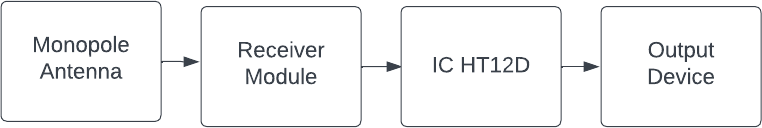 Monopole
Antenna
Receiver
Module
IC HT12D
Output
Device